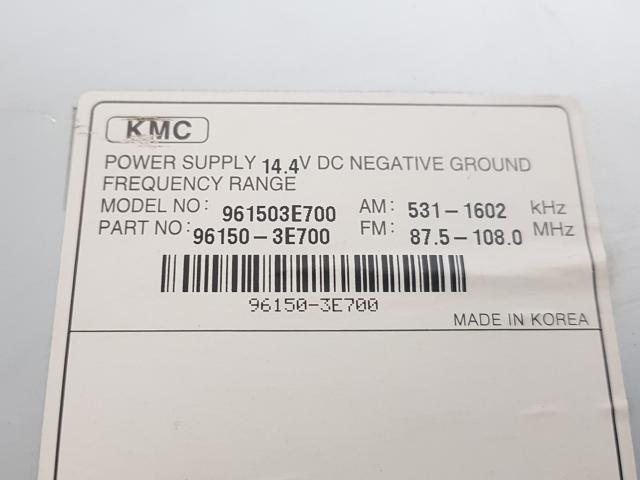 KMC
POWER SUPPLY 14.4V DC NEGATIVE GROUND
FREQUENCY RANGE
MODEL NO: 961503E700 AM: 531-1602 kHz
PART NO: 96150-3E700 FM: 87.5-108.0 MHz
96150-3E700
MADE IN KOREA